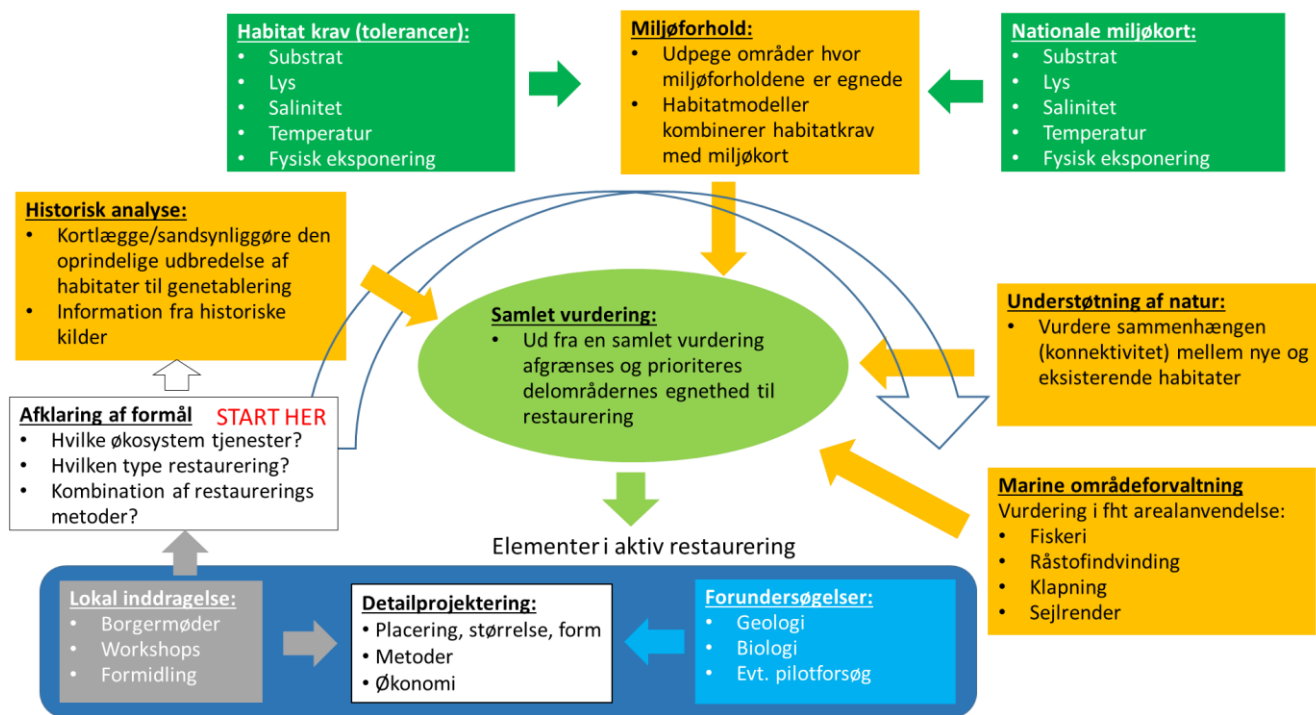 Habitat krav (tolerancer):
• Substrat
• Lys
• Salinitet
• Temperatur
• Fysisk eksponering
Miljøforhold:
• Udpege områder hvor
miljøforholdene er egnede
• Habitatmodeller
kombinerer habitatkrav
med miljøkort
Nationale miljøkort:
• Substrat
• Lys
• Salinitet
• Temperatur
• Fysisk eksponering
Historisk analyse:
• Kortlægge/sandsynliggøre den
oprindelige udbredelse af
habitater til genetablering
• Information fra historiske
kilder
Samlet vurdering:
• Ud fra en samlet vurdering
afgrænses og prioriteres
delområdernes egnethed til
restaurering
Understøtning af natur:
• Vurdere sammenhængen
(konnektivitet) mellem nye og
eksisterende habitater
Afklaring af formål START HER
• Hvilke økosystem tjenester?
• Hvilken type restaurering?
• Kombination af restaurerings
metoder?
Marine områdeforvaltning
Vurdering i fht arealanvendelse:
• Fiskeri
• Råstofindvinding
• Klapning
• Sejlrender
Elementer i aktiv restaurering
Lokal inddragelse:
• Borgermøder
• Workshops
• Formidling
Detailprojektering:
• Placering, størrelse, form
• Metoder
• Økonomi
Forundersøgelser:
• Geologi
• Biologi
• Evt. pilotforsøg